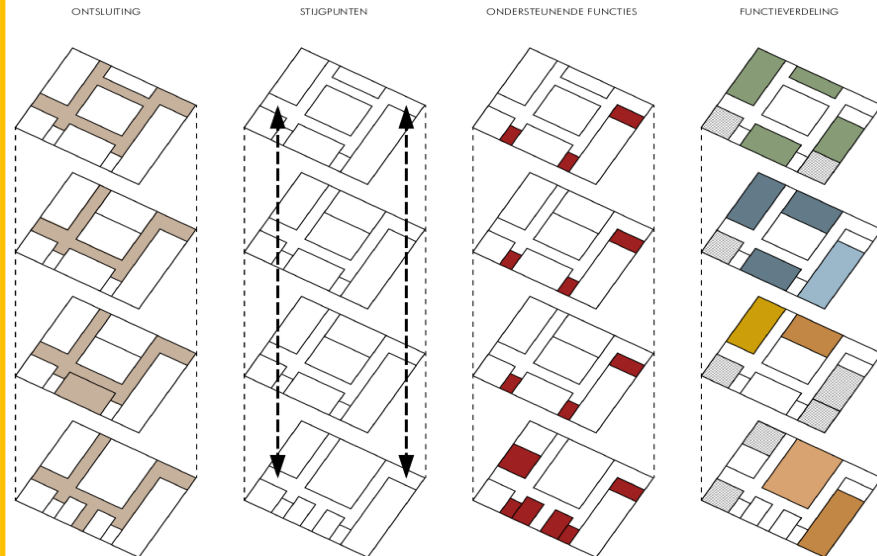 ONTSLUITING
STIJGPUNTEN
ONDERSTEUNENDE FUNCTIES
FUNCTIEVERDELING